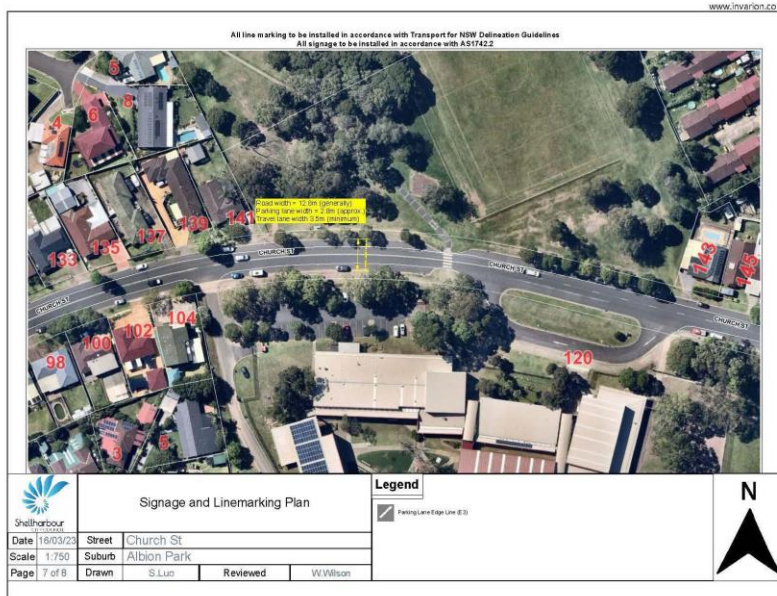 www.invarion.co
All line marking to be installed in accordance with Transport for NSW Delineation Guidelines
All signage to be installed in accordance with AS1742.2
5
4
6
8
Road width = 12.6m (generally)
Parking lane width = 2.8m (approx.)
Travel lane width 3.5m (minimum)
133
135
137
139
141
143
145
CHURCH ST
CHURCH ST
CHURCH ST
98
100
102
104
120
3
5
Shellharbour
CITY COUNCIL
Signage and Linemarking Plan
Date 16/03/23 Street Church St
Scale 1:750 Suburb Albion Park
Page 7 of 8 Drawn S.Luo Reviewed W.Wilson
Legend
Parking Lane Edge Line (E3)
N